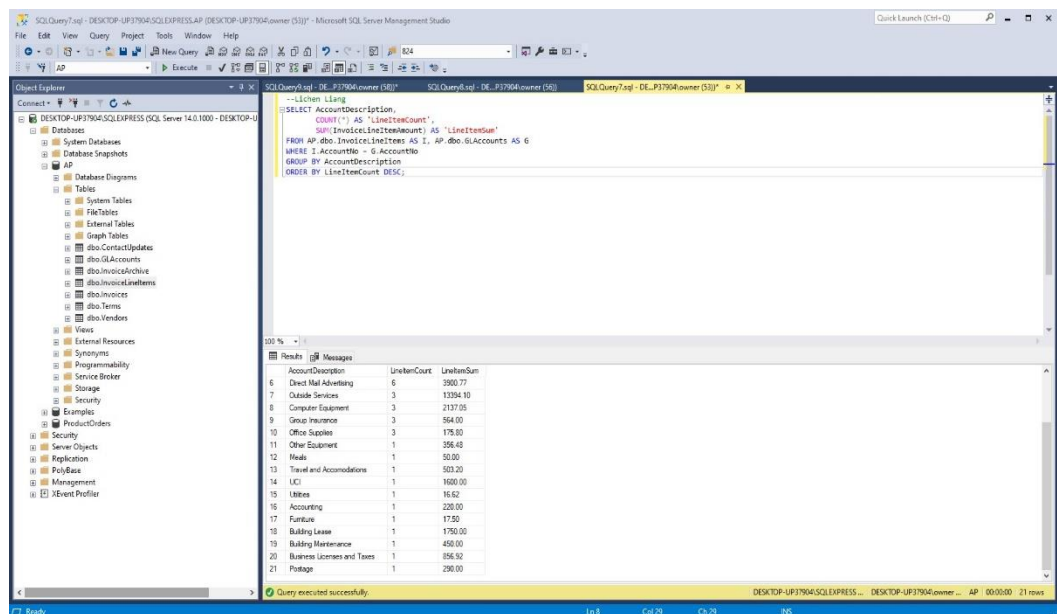 SQLQuery7.sql - DESKTOP-UP37904\SQLEXPRESS.AP (DESKTOP-UP37904\owner (53))* - Microsoft SQL Server Management Studio
Quick Launch (Ctrl+Q)
File Edit View Query Project Tools Window Help
New Query 824
AP Execute
Object Explorer
SQLQuery9.sql - DE...P37904\owner (58))* SQLQuery8.sql - DE...P37904\owner (56)) SQLQuery7.sql - DE...P37904\owner (53))*
Connect
DESKTOP-UP37904\SQLEXPRESS (SQL Server 14.0.1000 - DESKTOP-U
Databases
System Databases
Database Snapshots
AP
Database Diagrams
Tables
System Tables
FileTables
External Tables
Graph Tables
dbo.ContactUpdates
dbo.GLAccounts
dbo.InvoiceArchive
dbo.InvoiceLineItems
dbo.Invoices
dbo.Terms
dbo.Vendors
Views
External Resources
Synonyms
Programmability
Service Broker
Storage
Security
Examples
ProductOrders
Security
Server Objects
Replication
PolyBase
Management
XEvent Profiler
--Lichen Liang
SELECT AccountDescription,
COUNT(*) AS 'LineItemCount',
SUM(InvoiceLineItemAmount) AS 'LineItemSum'
FROM AP.dbo.InvoiceLineItems AS I, AP.dbo.GLAccounts AS G
WHERE I.AccountNo = G.AccountNo
GROUP BY AccountDescription
ORDER BY LineItemCount DESC;
100 %
Results Messages
AccountDescription LineItemCount LineItemSum
6 Direct Mail Advertising 6 3900.77
7 Outside Services 3 13394.10
8 Computer Equipment 3 2137.05
9 Group Insurance 3 564.00
10 Office Supplies 3 175.80
11 Other Equipment 1 356.48
12 Meals 1 50.00
13 Travel and Accomodations 1 503.20
14 UCI 1 1600.00
15 Utilities 1 16.62
16 Accounting 1 220.00
17 Furniture 1 17.50
18 Building Lease 1 1750.00
19 Building Maintenance 1 450.00
20 Business Licenses and Taxes 1 856.92
21 Postage 1 290.00
Query executed successfully. DESKTOP-UP37904\SQLEXPRESS ... DESKTOP-UP37904\owner ... AP 00:00:00 21 rows
Ready Ln 8 Col 29 Ch 29 INS